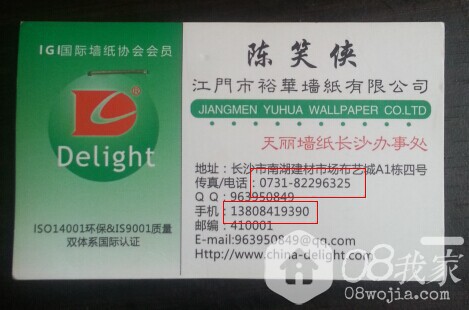 IGI国际墙纸协会会员
Delight
ISO14001环保&IS9001质量
双体系国际认证
陈笑侠
江門市裕華墙纸有限公司
JIANGMEN YUHUA WALLPAPER CO.LTD
天丽墙纸长沙办事处
地址：长沙市南湖建材市场布艺城A1栋四号
传真/电话：0731-82296325
QQ：963950849
手机：13808419390
邮编：410001
E-mail:963950849@qq.com
Http://www.china-delight.com
08我家
08wojia.com